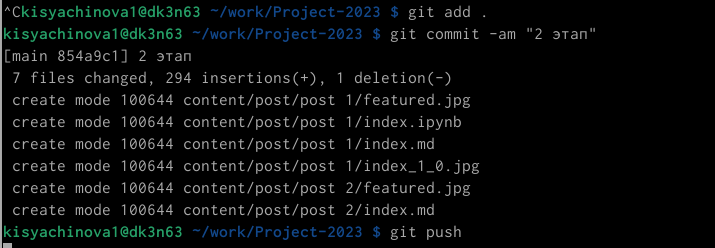 ^Ckisyachinova1@dk3n63 ~/work/Project-2023 $ git add .
kisyachinova1@dk3n63 ~/work/Project-2023 $ git commit -am "2 этап"
[main 854a9c1] 2 этап
 7 files changed, 294 insertions(+), 1 deletion(-)
 create mode 100644 content/post/post 1/featured.jpg
 create mode 100644 content/post/post 1/index.ipynb
 create mode 100644 content/post/post 1/index.md
 create mode 100644 content/post/post 1/index_1_0.jpg
 create mode 100644 content/post/post 2/featured.jpg
 create mode 100644 content/post/post 2/index.md
kisyachinova1@dk3n63 ~/work/Project-2023 $ git push